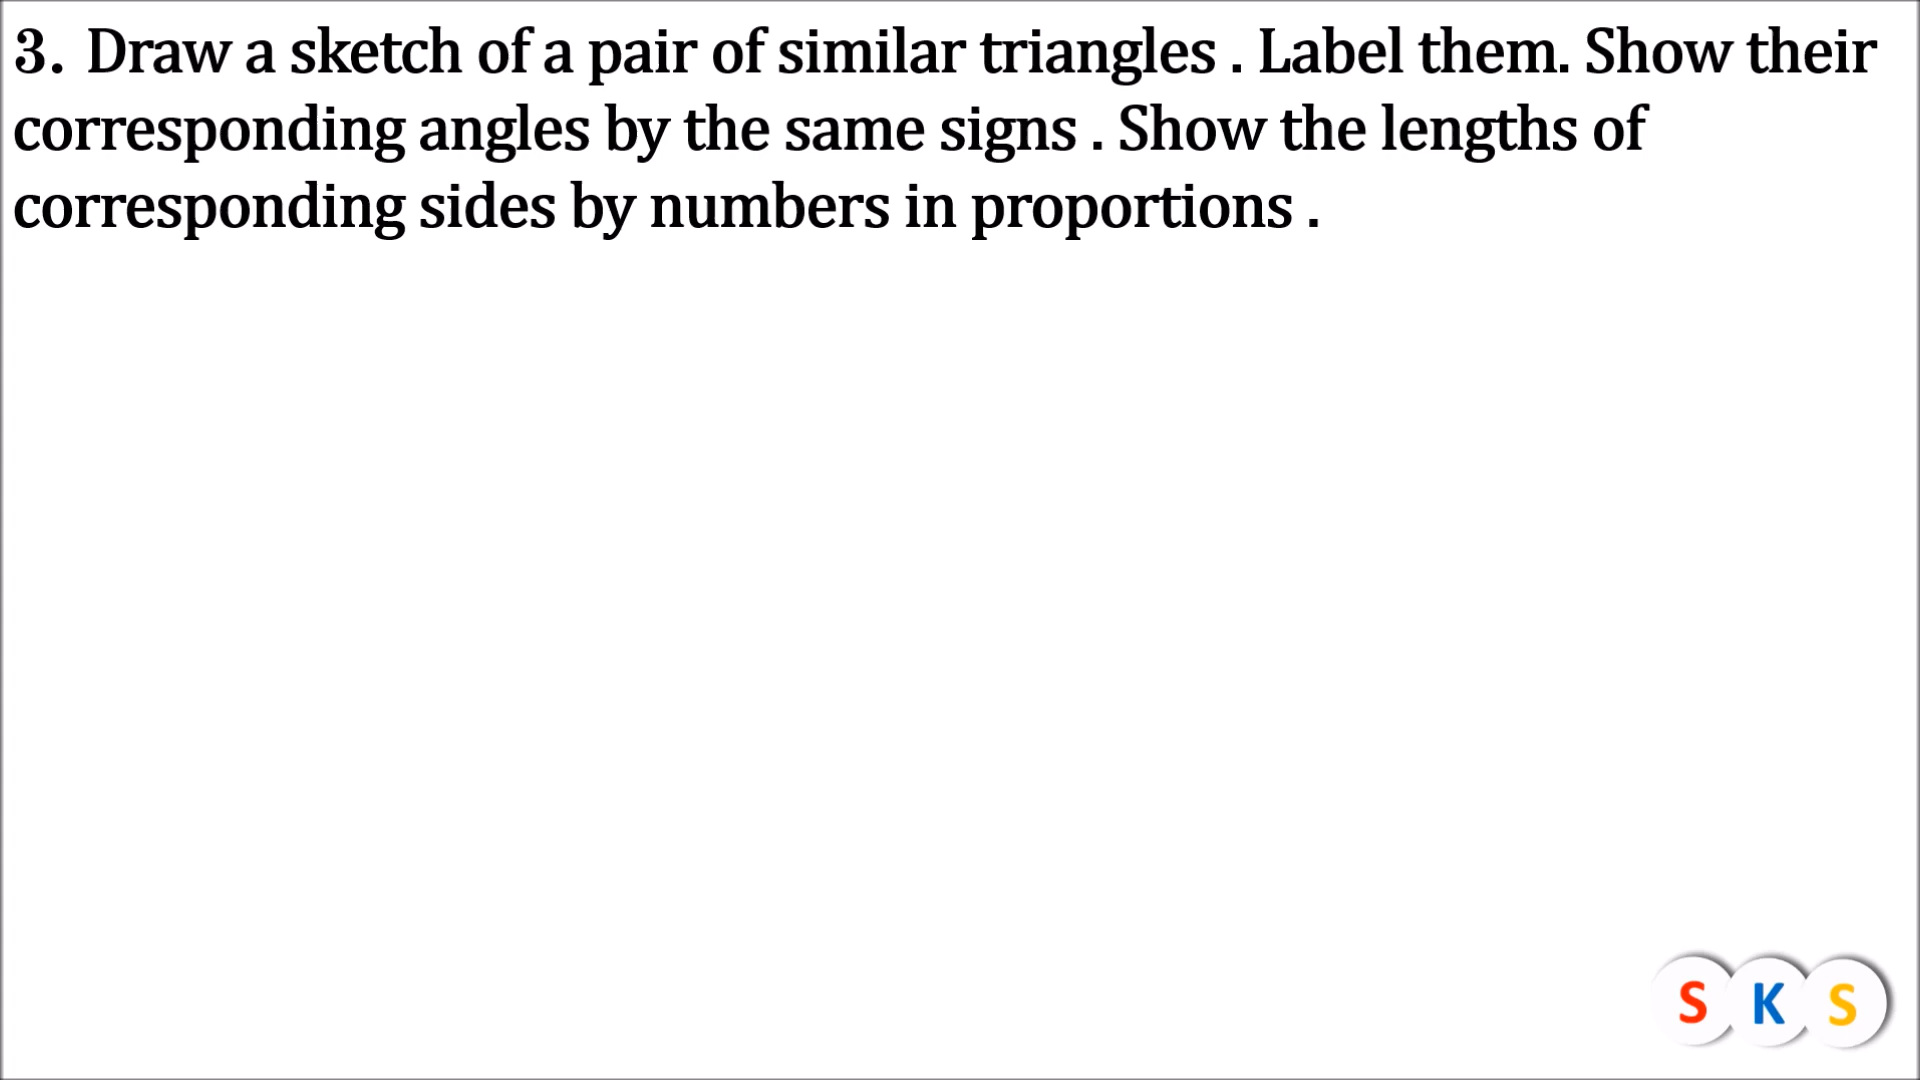 3. Draw a sketch of a pair of similar triangles . Label them. Show their
corresponding angles by the same signs . Show the lengths of
corresponding sides by numbers in proportions .
S K S